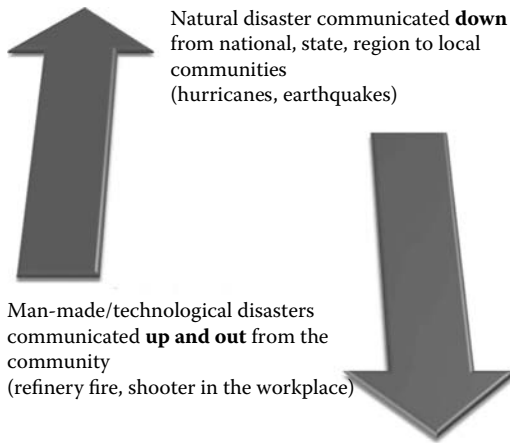 Natural disaster communicated down
from national, state, region to local
communities
(hurricanes, earthquakes)
Man-made/technological disasters
communicated up and out from the
community
(refinery fire, shooter in the workplace)